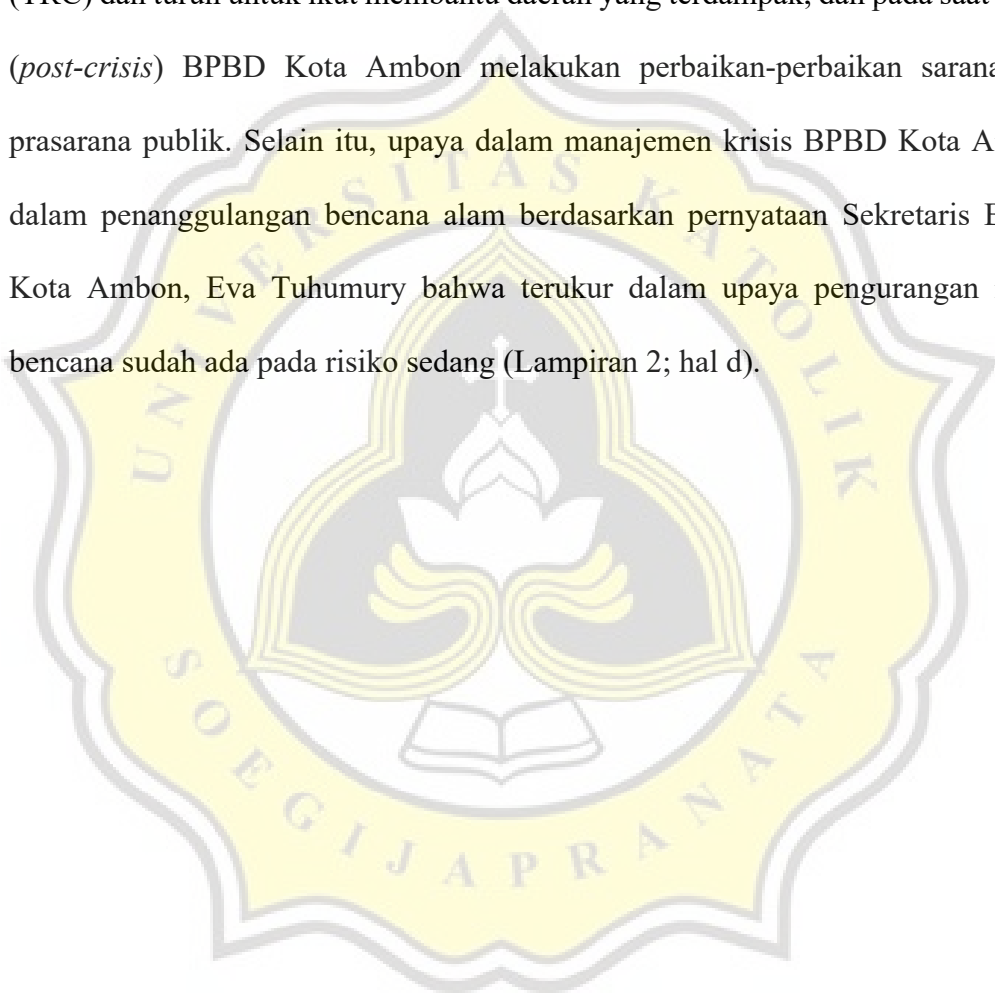 (TRC) dan turun untuk ikut membantu daerah yang terdampak, dan pada saat
(post-crisis) BPBD Kota Ambon melakukan perbaikan-perbaikan sarana
prasarana publik. Selain itu, upaya dalam manajemen krisis BPBD Kota A
dalam penanggulangan bencana alam berdasarkan pernyataan Sekretaris
Kota Ambon, Eva Tuhumury bahwa terukur dalam upaya pengurangan
bencana sudah ada pada risiko sedang (Lampiran 2; hal d).
UNIVERSITAS KATOLIK
SOEGIJAPRANATA